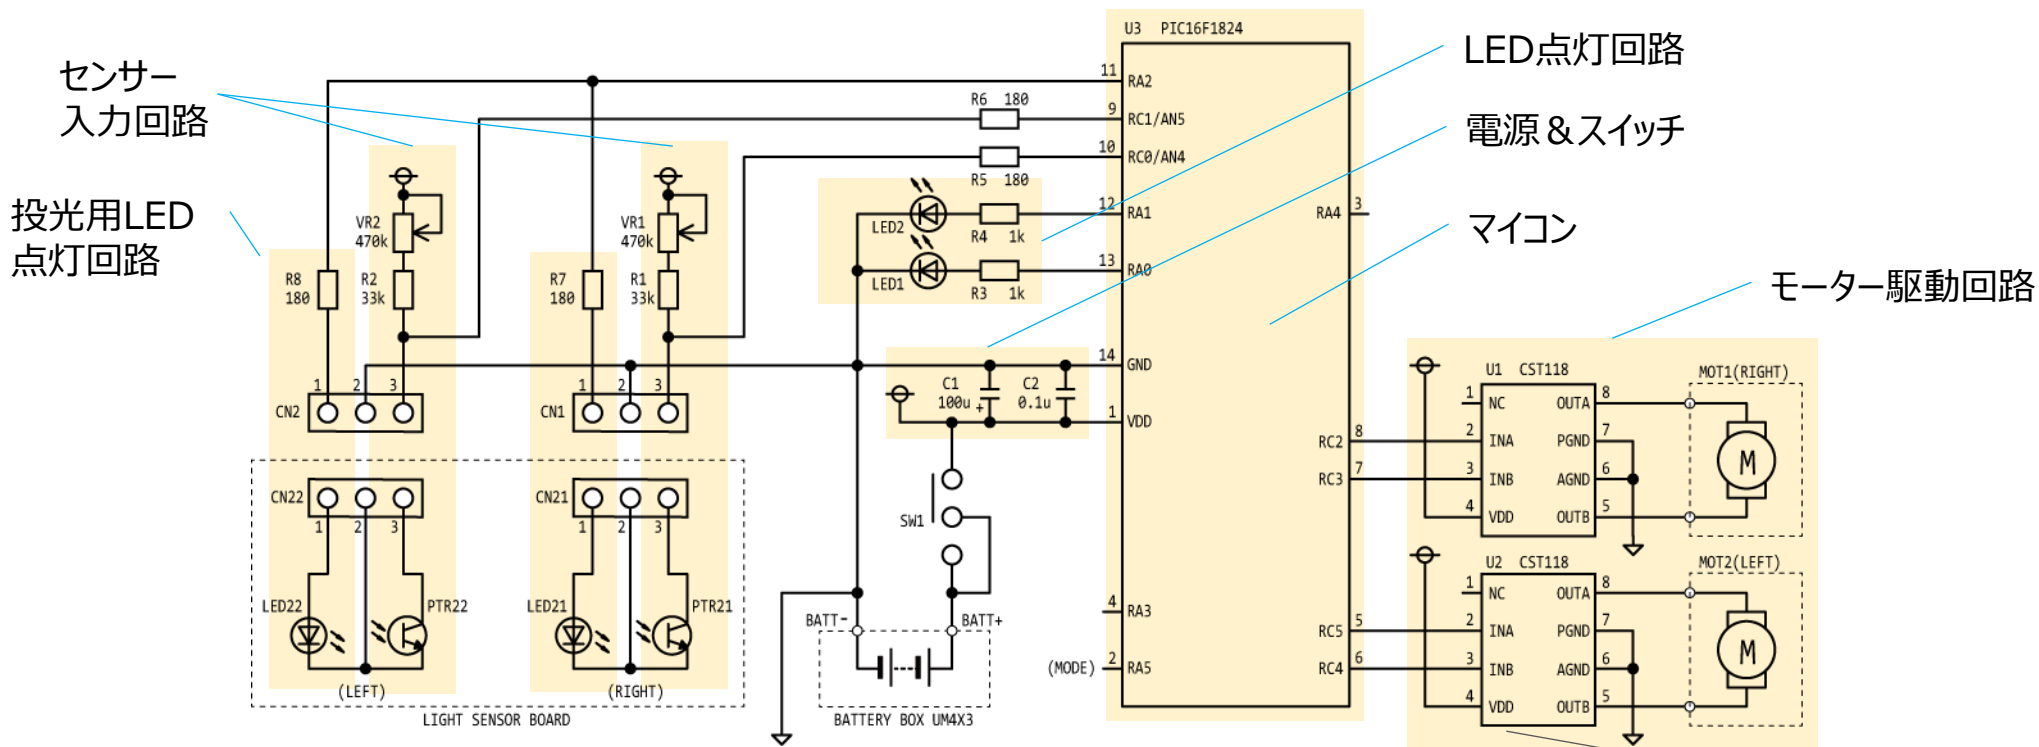 センサー
入力回路
投光用LED
点灯回路
LED点灯回路
電源＆スイッチ
マイコン
モーター駆動回路
U3 PIC16F1824
11 RA2
9 RC1/AN5
10 RC0/AN4
12 RA1
13 RA0
14 GND
1 VDD
4 RA3
(MODE) 2 RA5
RA4 3
RC2 8
RC3 7
RC5 5
RC4 6
R6 180
R5 180
LED2
R4 1k
LED1
R3 1k
VR2
470k
R8
180
R2
33k
VR1
470k
R7
180
R1
33k
C1
100u +
C2
0.1u
CN2
1 2 3
CN1
1 2 3
CN22
1 2 3
CN21
1 2 3
LED22
PTR22
LED21
PTR21
(LEFT)
(RIGHT)
LIGHT SENSOR BOARD
SW1
BATT-
BATT+
BATTERY BOX UM4X3
U1 CST118
1 NC
2 INA
3 INB
4 VDD
OUTA 8
PGND 7
AGND 6
OUTB 5
MOT1(RIGHT)
M
U2 CST118
1 NC
2 INA
3 INB
4 VDD
OUTA 8
PGND 7
AGND 6
OUTB 5
MOT2(LEFT)
M